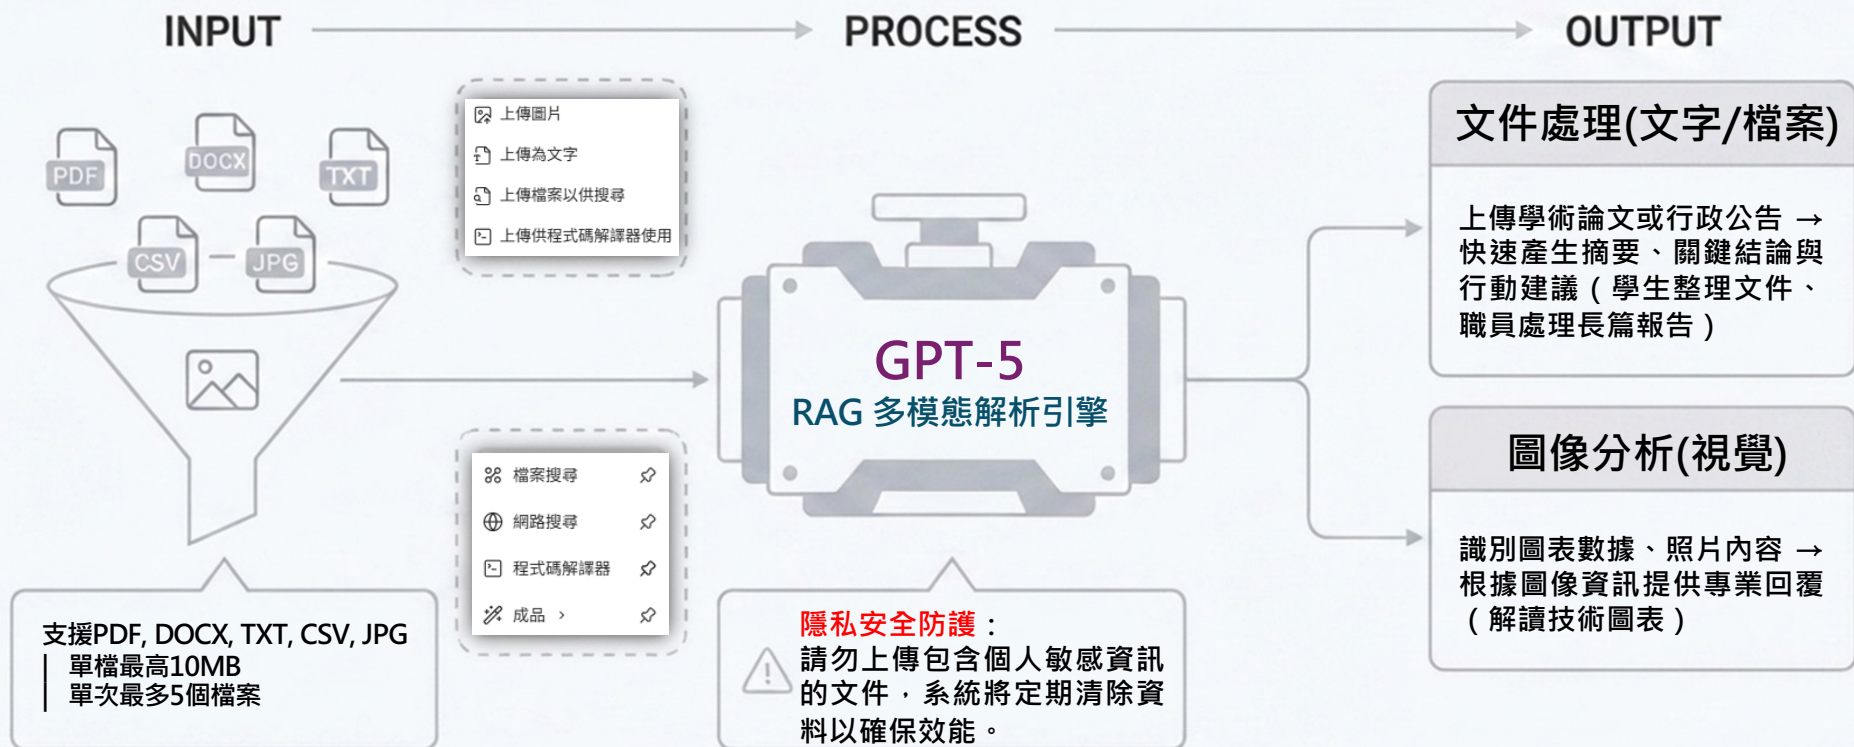 INPUT
PROCESS
OUTPUT
PDF
DOCX
TXT
CSV
JPG
支援PDF, DOCX, TXT, CSV, JPG
單檔最高10MB
單次最多5個檔案
上傳圖片
上傳為文字
上傳檔案以供搜尋
上傳供程式碼解譯器使用
檔案搜尋
網路搜尋
程式碼解譯器
成品 >
GPT-5
RAG 多模態解析引擎
隱私安全防護：
請勿上傳包含個人敏感資訊
的文件，系統將定期清除資
料以確保效能。
文件處理(文字/檔案)
上傳學術論文或行政公告 →
快速產生摘要、關鍵結論與
行動建議（學生整理文件、
職員處理長篇報告）
圖像分析(視覺)
識別圖表數據、照片內容 →
根據圖像資訊提供專業回覆
（解讀技術圖表）